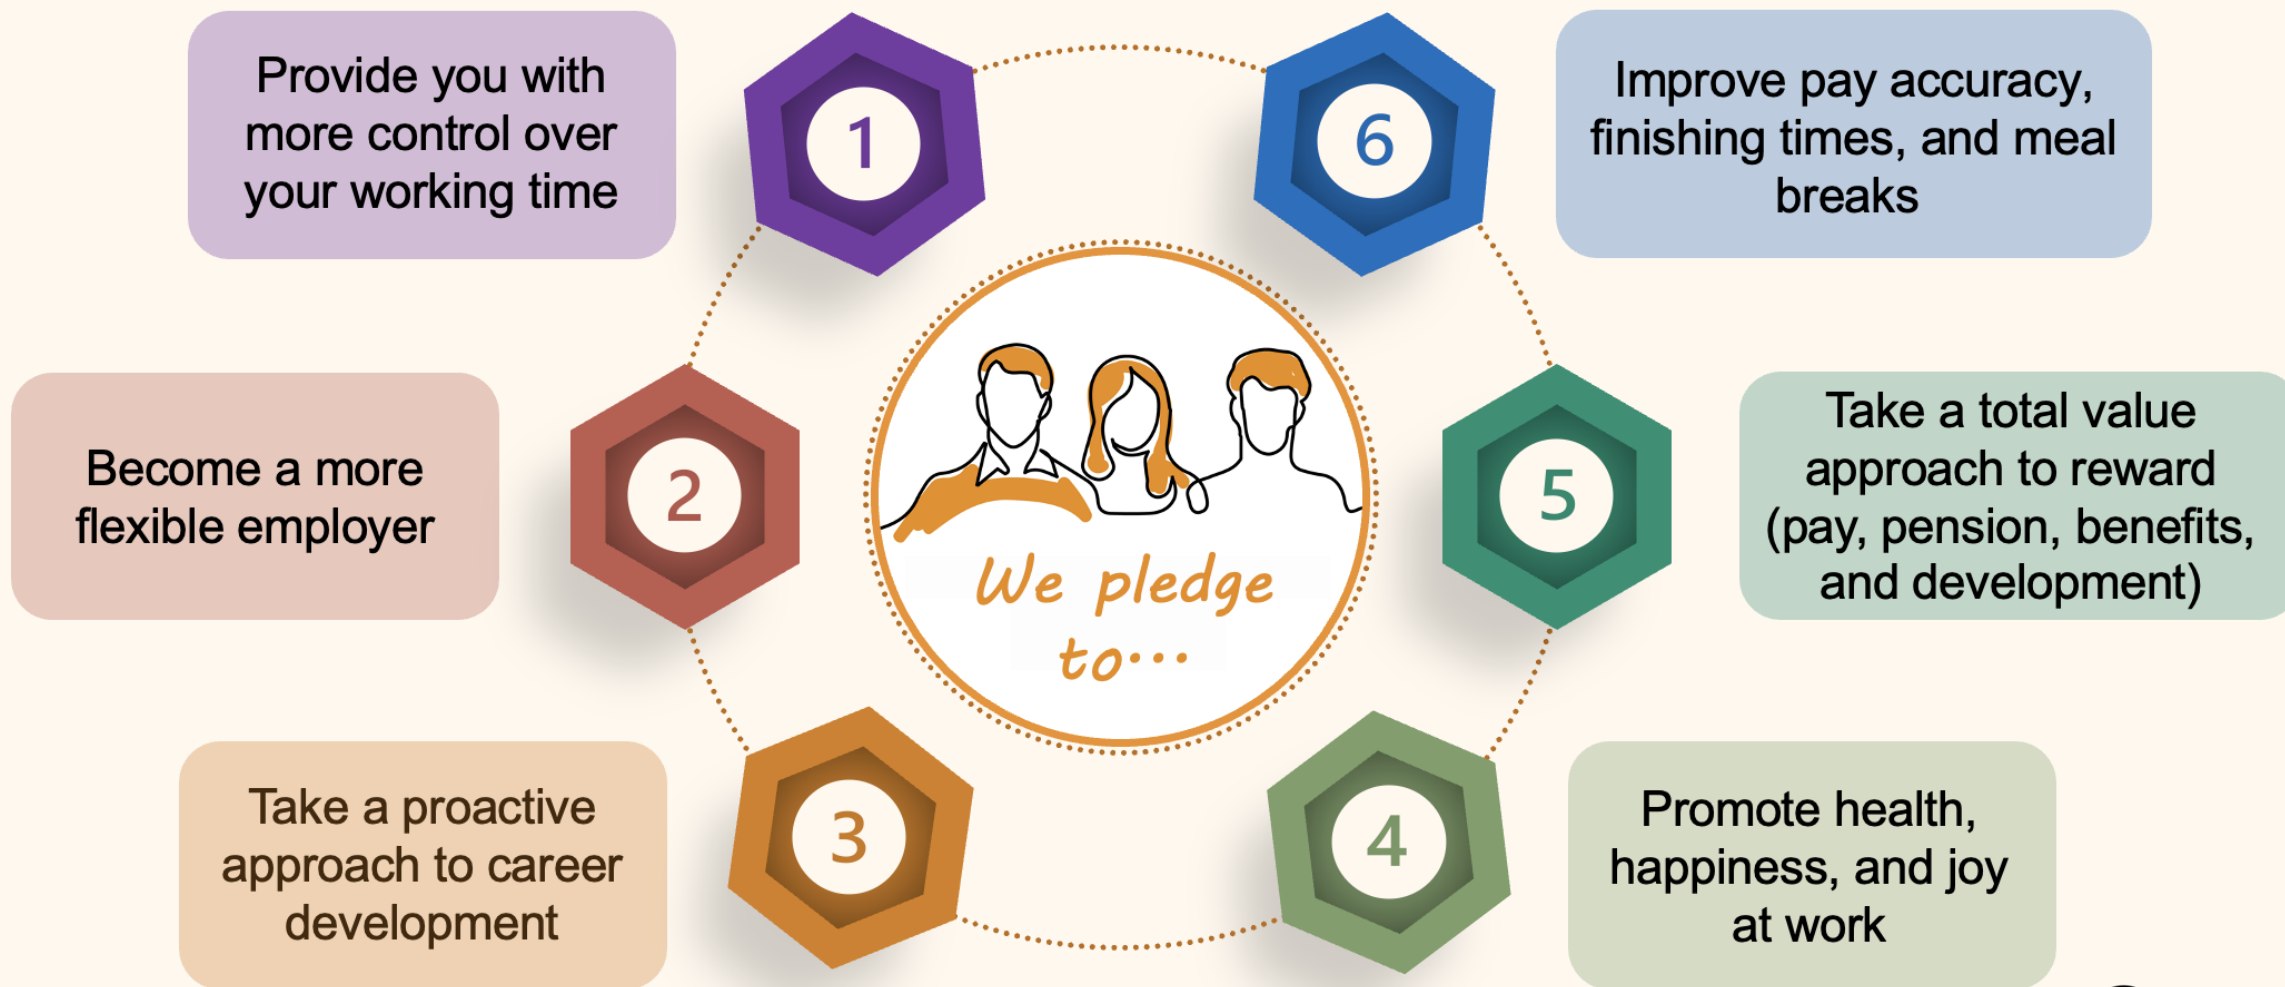 We pledge
to...
1
Provide you with
more control over
your working time
2
Become a more
flexible employer
3
Take a proactive
approach to career
development
4
Promote health,
happiness, and joy
at work
5
Take a total value
approach to reward
(pay, pension, benefits,
and development)
6
Improve pay accuracy,
finishing times, and meal
breaks